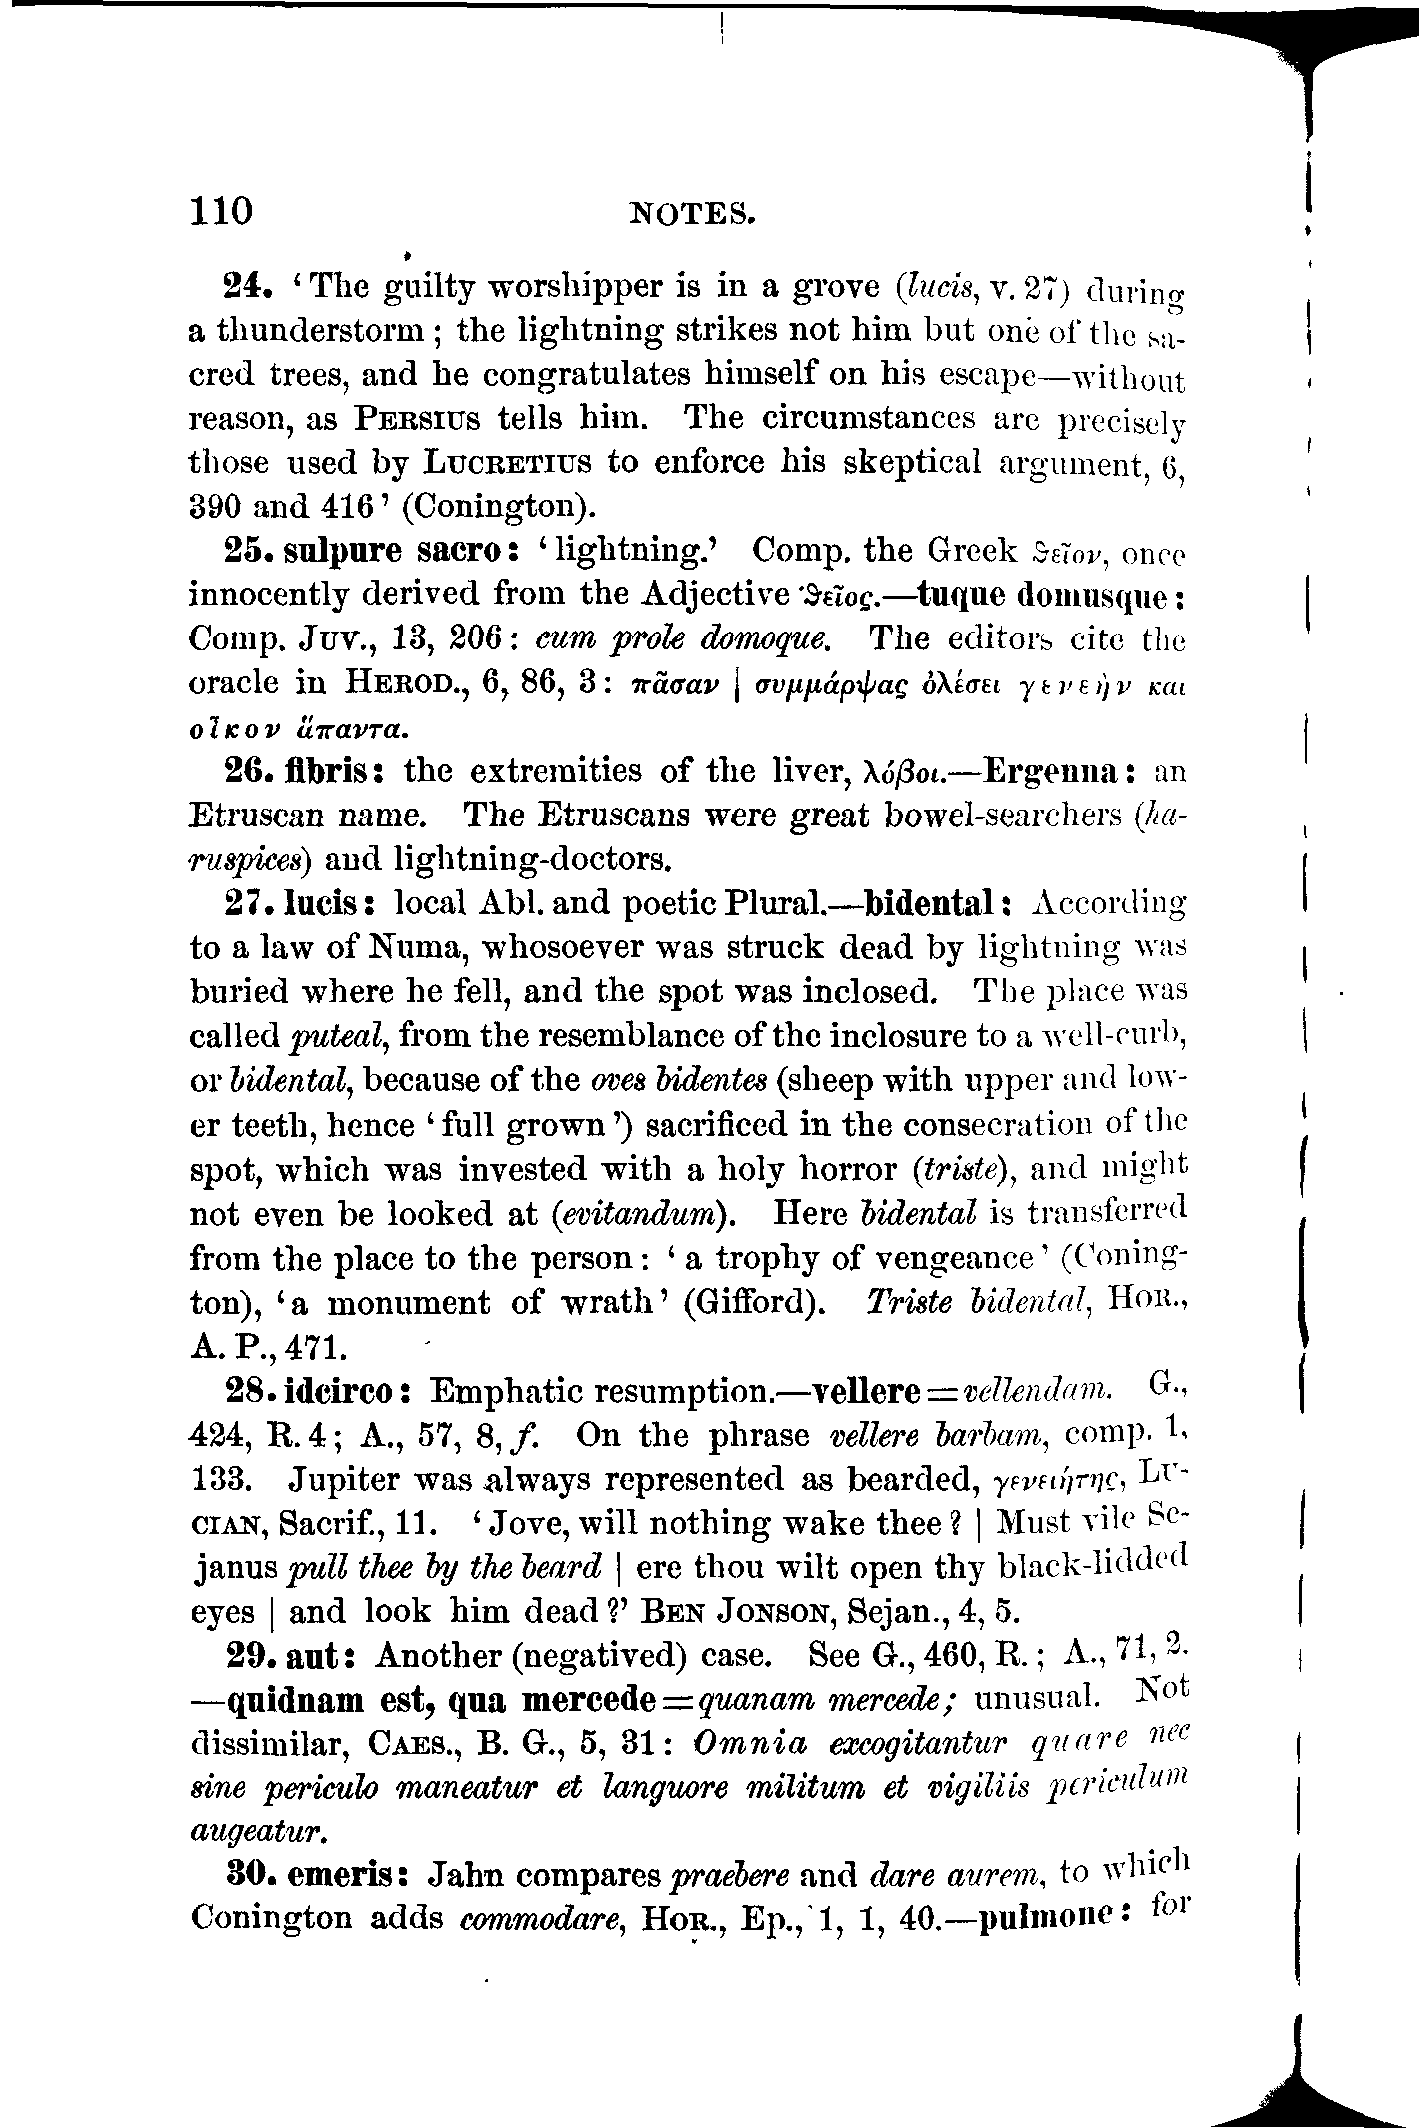 110 NOTES.
24. ‘The guilty worshipper is in a grove (lucis, v. 27) during
a thunderstorm; the lightning strikes not him but one of the sa-
cred trees, and he congratulates himself on his escape—without
reason, as PERSIUS tells him. The circumstances are precisely
those used by LUCRETIUS to enforce his skeptical argument, 6,
390 and 416’ (Conington).
25. sulpure sacro: ‘lightning.’ Comp. the Greek ϑεῖον, once
innocently derived from the Adjective ϑεῖος.—tuque domusque:
Comp. JUV., 13, 206: cum prole domoque. The editors cite the
oracle in HEROD., 6, 86, 3: πᾶσαν | συμμάρψας ὀλέσει γενεὴν και
οἶκον ἅπαντα.
26. fibris: the extremities of the liver, λόβοι.—Ergenna: an
Etruscan name. The Etruscans were great bowel-searchers (ha-
ruspices) and lightning-doctors.
27. lucis: local Abl. and poetic Plural.—bidental: According
to a law of Numa, whosoever was struck dead by lightning was
buried where he fell, and the spot was inclosed. The place was
called puteal, from the resemblance of the inclosure to a well-curb,
or bidental, because of the oves bidentes (sheep with upper and low-
er teeth, hence ‘full grown’) sacrificed in the consecration of the
spot, which was invested with a holy horror (triste), and might
not even be looked at (evitandum). Here bidental is transferred
from the place to the person: ‘a trophy of vengeance’ (Coning-
ton), ‘a monument of wrath’ (Gifford). Triste bidental, HOR.,
A. P., 471.
28. idcirco: Emphatic resumption.—vellere=vellendam. G.,
424, R. 4; A., 57, 8, f. On the phrase vellere barbam, comp. 1,
133. Jupiter was always represented as bearded, γενειήτης, LU-
CIAN, Sacrif., 11. ‘Jove, will nothing wake thee? | Must vile Se-
janus pull thee by the beard | ere thou wilt open thy black-lidded
eyes | and look him dead?’ BEN JONSON, Sejan., 4, 5.
29. aut: Another (negatived) case. See G., 460, R.; A., 71, 2.
—quidnam est, qua mercede=quanam mercede; unusual. Not
dissimilar, CAES., B. G., 5, 31: Omnia excogitantur quare nec
sine periculo maneatur et languore militum et vigiliis periculum
augeatur.
30. emeris: Jahn compares praebere and dare aurem, to which
Conington adds commodare, HOR., Ep., 1, 1, 40.—pulmone: for